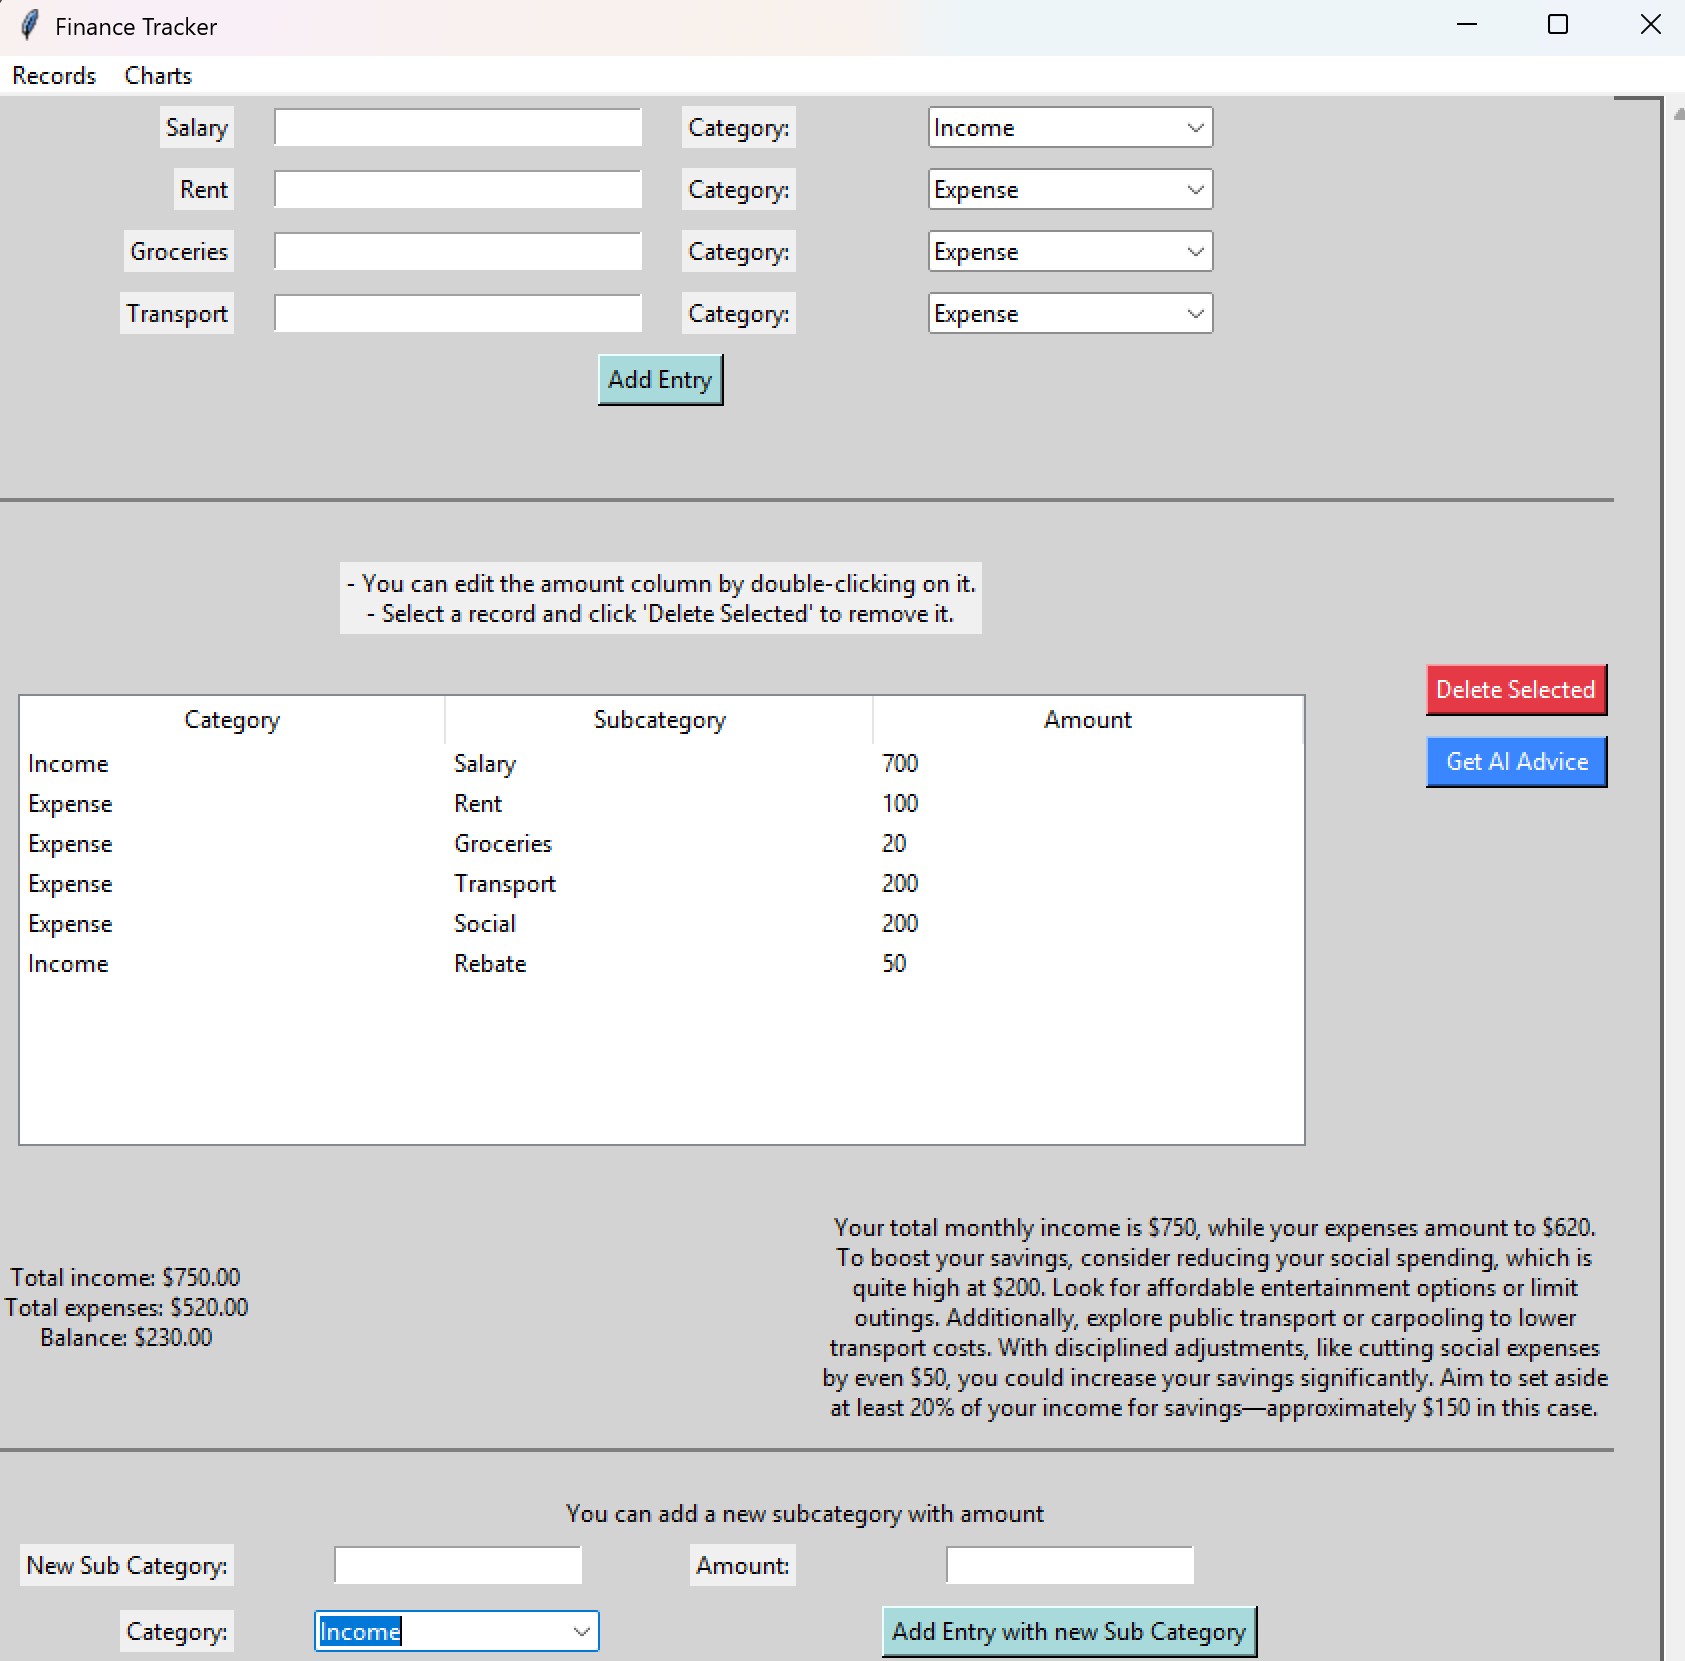 Finance Tracker
Records Charts
Salary Category: Income
Rent Category: Expense
Groceries Category: Expense
Transport Category: Expense
Add Entry
- You can edit the amount column by double-clicking on it.
- Select a record and click 'Delete Selected' to remove it.
Delete Selected
Get AI Advice
Category Subcategory Amount
Income Salary 700
Expense Rent 100
Expense Groceries 20
Expense Transport 200
Expense Social 200
Income Rebate 50
Total income: $750.00
Total expenses: $520.00
Balance: $230.00
Your total monthly income is $750, while your expenses amount to $620.
To boost your savings, consider reducing your social spending, which is
quite high at $200. Look for affordable entertainment options or limit
outings. Additionally, explore public transport or carpooling to lower
transport costs. With disciplined adjustments, like cutting social expenses
by even $50, you could increase your savings significantly. Aim to set aside
at least 20% of your income for savings—approximately $150 in this case.
You can add a new subcategory with amount
New Sub Category: Amount:
Category: Income Add Entry with new Sub Category